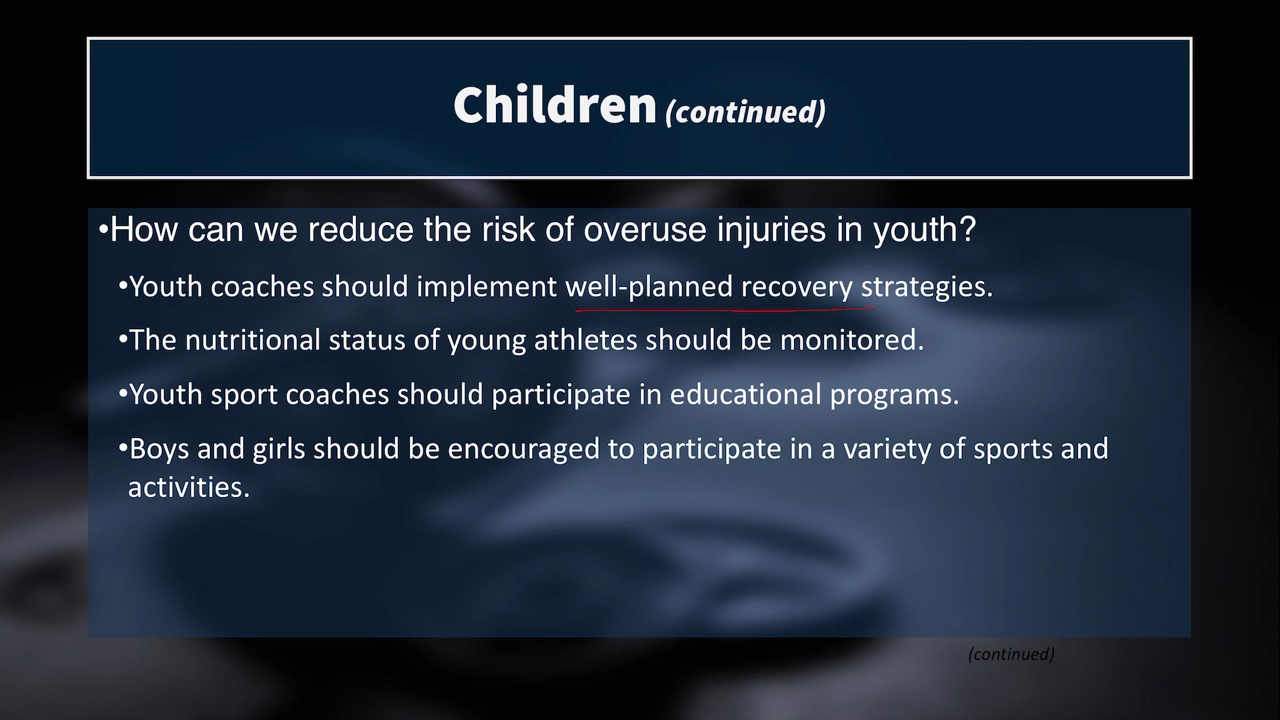 Children (continued)
•How can we reduce the risk of overuse injuries in youth?
•Youth coaches should implement well-planned recovery strategies.
•The nutritional status of young athletes should be monitored.
•Youth sport coaches should participate in educational programs.
•Boys and girls should be encouraged to participate in a variety of sports and
activities.
(continued)